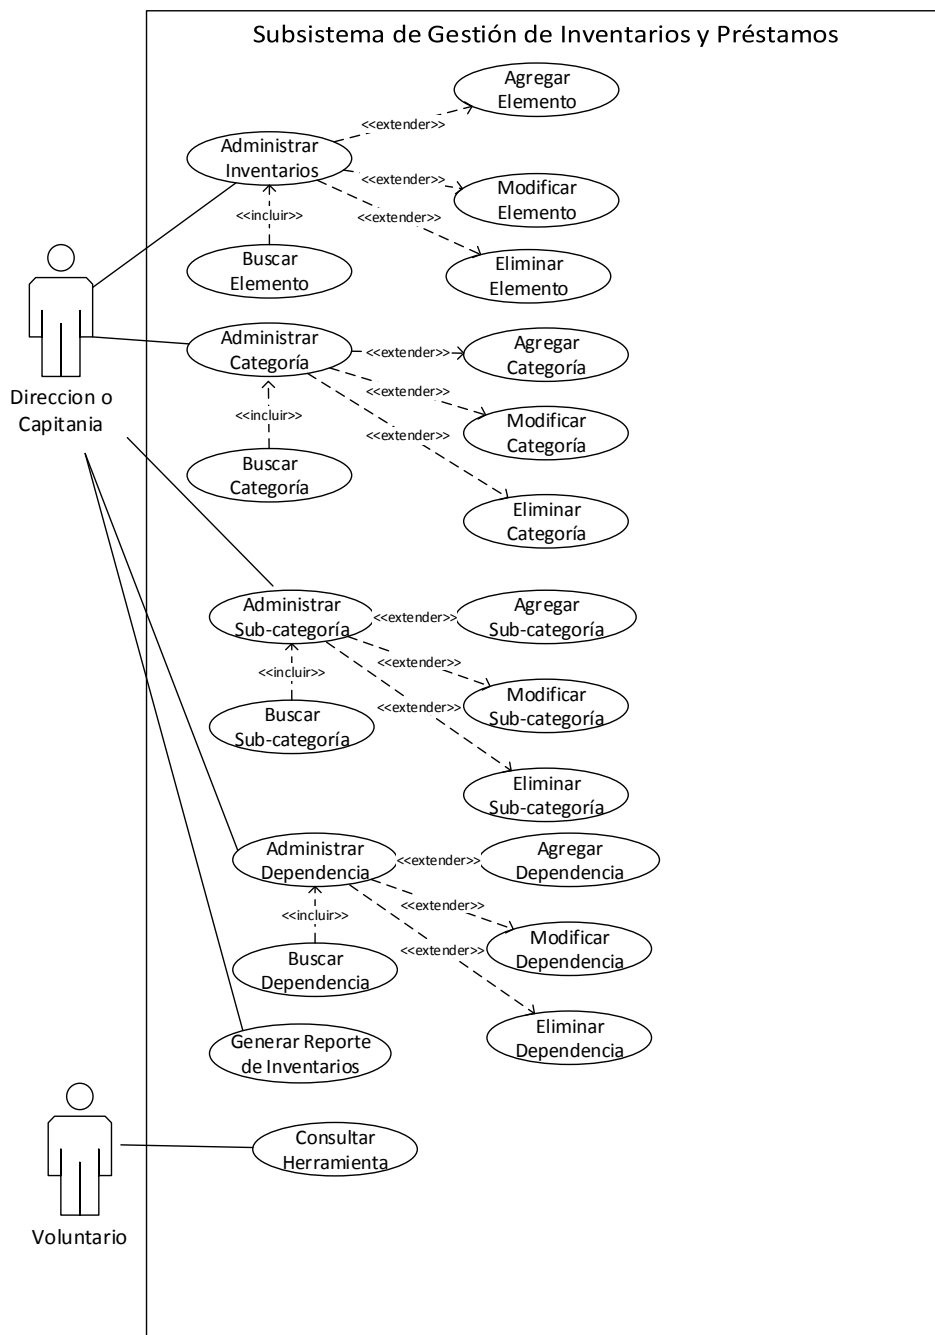 Subsistema de Gestión de Inventarios y Préstamos
Agregar
Elemento
<<extender>>
Administrar
Inventarios
<<extender>>
Modificar
Elemento
<<incluir>>
<<extender>>
Buscar
Elemento
Eliminar
Elemento
Direccion o
Capitania
Administrar
Categoría
<<extender>>
Agregar
Categoría
<<extender>>
<<incluir>>
Modificar
Categoría
<<extender>>
Buscar
Categoría
Eliminar
Categoría
Administrar
Sub-categoría
<<extender>>
Agregar
Sub-categoría
<<incluir>>
<<extender>>
Modificar
Sub-categoría
<<extender>>
Buscar
Sub-categoría
Eliminar
Sub-categoría
Administrar
Dependencia
<<extender>>
Agregar
Dependencia
<<incluir>>
<<extender>>
Modificar
Dependencia
<<extender>>
Buscar
Dependencia
Eliminar
Dependencia
Generar Reporte
de Inventarios
Consultar
Herramienta
Voluntario